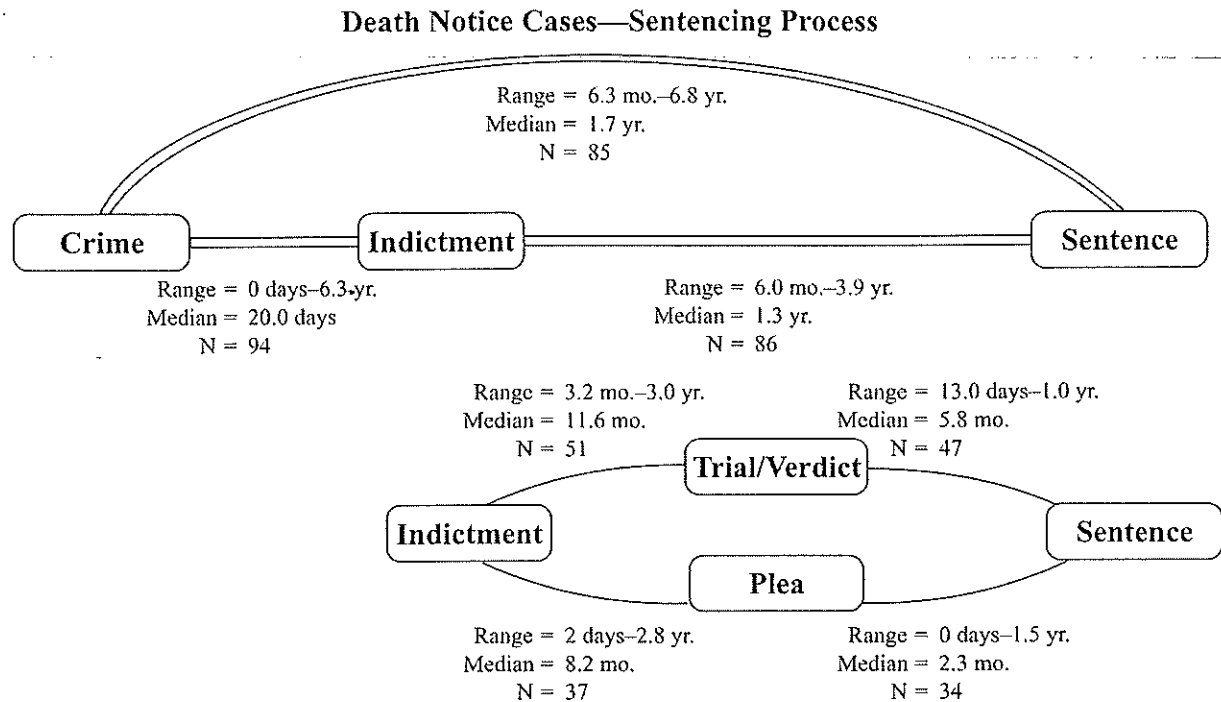 Death Notice Cases—Sentencing Process
Range = 6.3 mo.–6.8 yr.
Median = 1.7 yr.
N = 85
Crime
Indictment
Sentence
Range = 0 days–6.3 yr.
Median = 20.0 days
N = 94
Range = 6.0 mo.–3.9 yr.
Median = 1.3 yr.
N = 86
Range = 3.2 mo.–3.0 yr.
Median = 11.6 mo.
N = 51
Range = 13.0 days–1.0 yr.
Median = 5.8 mo.
N = 47
Trial/Verdict
Indictment
Sentence
Plea
Range = 2 days–2.8 yr.
Median = 8.2 mo.
N = 37
Range = 0 days–1.5 yr.
Median = 2.3 mo.
N = 34